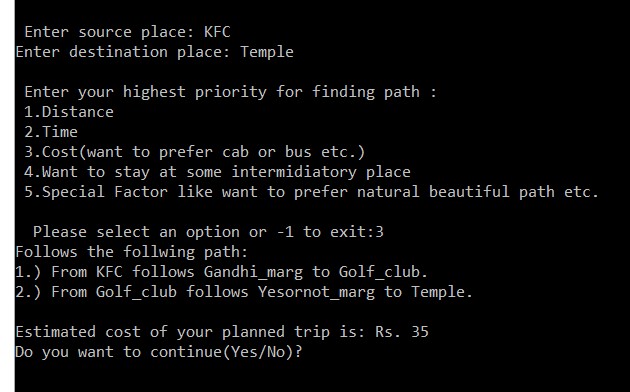 Enter source place: KFC
Enter destination place: Temple
Enter your highest priority for finding path :
1.Distance
2.Time
3.Cost(want to prefer cab or bus etc.)
4.Want to stay at some intermidiatory place
5.Special Factor like want to prefer natural beautiful path etc.
Please select an option or -1 to exit:3
Follows the follwing path:
1.) From KFC follows Gandhi_marg to Golf_club.
2.) From Golf_club follows Yesornot_marg to Temple.
Estimated cost of your planned trip is: Rs. 35
Do you want to continue(Yes/No)?